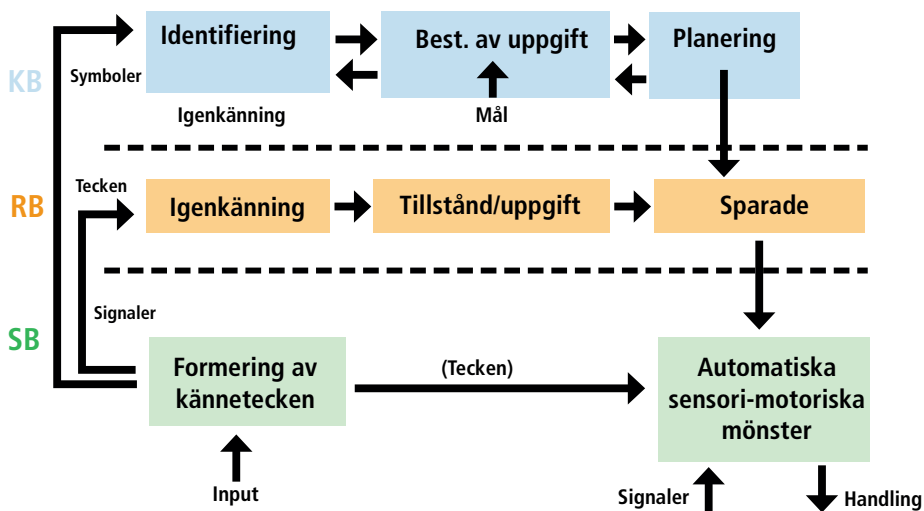 Identifiering
Best. av uppgift
Planering
KB
Symboler
Igenkänning
Mål
Tecken
RB
Igenkänning
Tillstånd/uppgift
Sparade
Signaler
SB
Formering av
kännetecken
(Tecken)
Automatiska
sensori-motoriska
mönster
Input
Signaler
Handling